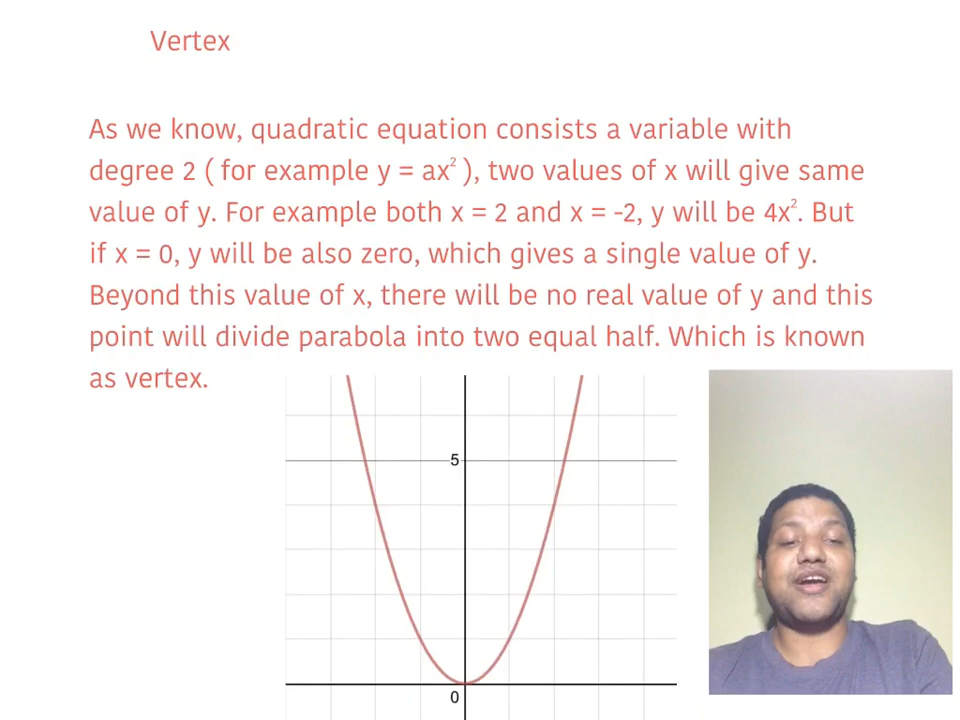 Vertex
As we know, quadratic equation consists a variable with
degree 2 ( for example y = ax² ), two values of x will give same
value of y. For example both x = 2 and x = -2, y will be 4x². But
if x = 0, y will be also zero, which gives a single value of y.
Beyond this value of x, there will be no real value of y and this
point will divide parabola into two equal half. Which is known
as vertex.
5
0